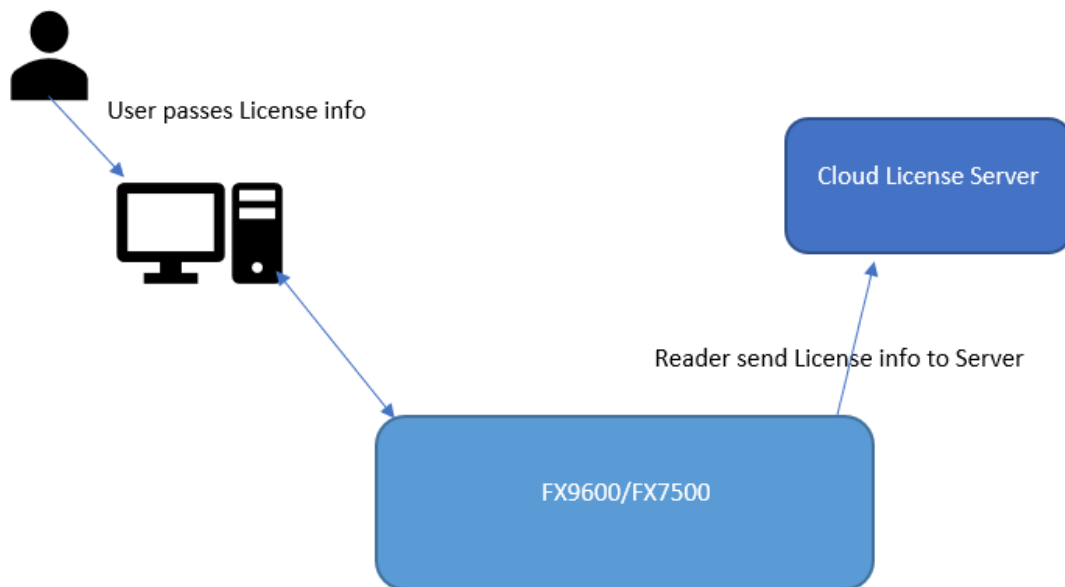 User passes License info
Cloud License Server
Reader send License info to Server
FX9600/FX7500